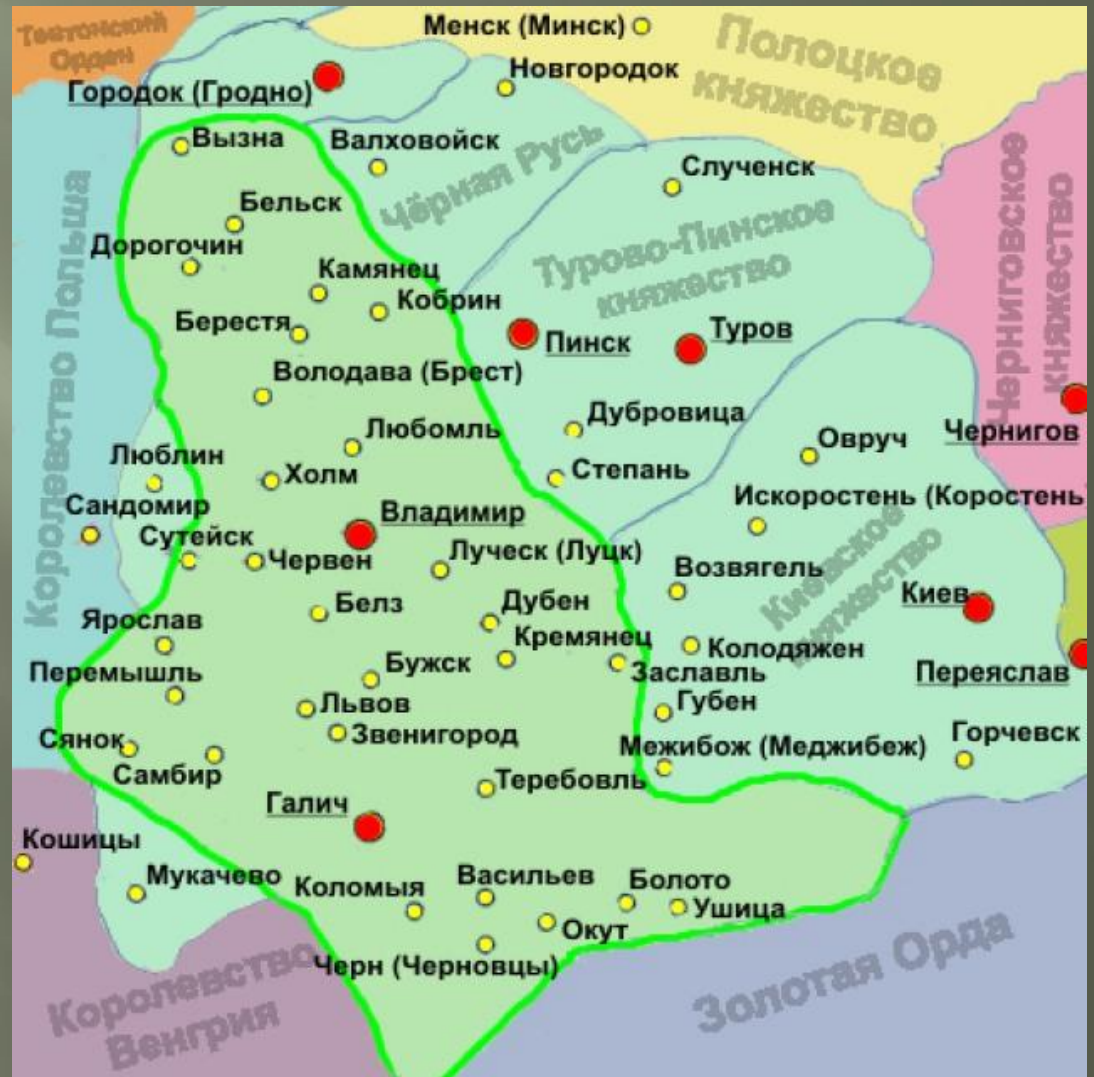 Тевтонский
Орден
Менск (Минск)
Полоцкое
княжество
Новгородок
Городок (Гродно)
Вызна
Валховойск
Чёрная Русь
Слученск
Черниговское
княжество
Королевство Польша
Бельск
Дорогочин
Турово-Пинское
княжество
Камянец
Кобрин
Берестя
Пинск
Туров
Володава (Брест)
Дубровица
Чернигов
Любомль
Овруч
Люблин
Холм
Степань
Искоростень (Коростень
Сандомир
Владимир
Сутейск
Червен
Луческ (Луцк)
Возвягель
Киевское
княжество
Киев
Белз
Дубен
Ярослав
Кремянец
Колодяжен
Перемышль
Бужск
Заславль
Переяслав
Львов
Губен
Звенигород
Сянок
Самбир
Межибож (Меджибеж)
Горчевск
Теребовль
Галич
Кошицы
Мукачево
Коломыя
Васильев
Болото
Ушица
Окут
Черн (Черновцы)
Королевство
Венгрия
Золотая Орда